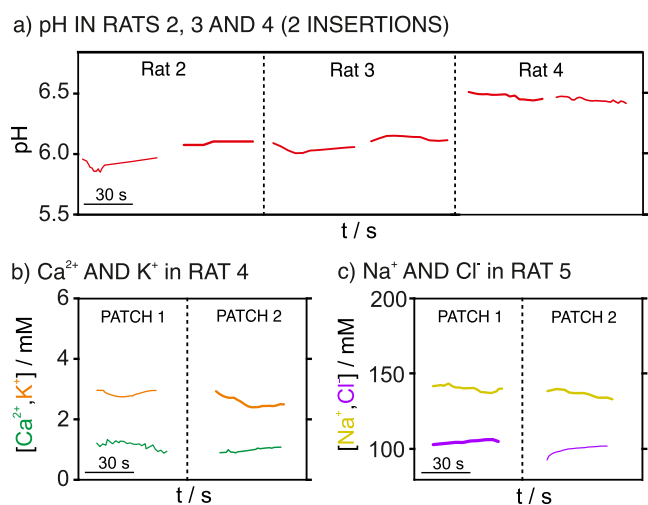 a) pH IN RATS 2, 3 AND 4 (2 INSERTIONS)
Rat 2 Rat 3 Rat 4
6.5
6.0
5.5
pH
30 s
t / s
b) Ca²⁺ AND K⁺ in RAT 4
6
4
2
0
[Ca²⁺,K⁺] / mM
PATCH 1 PATCH 2
30 s
t / s
c) Na⁺ AND Cl⁻ in RAT 5
200
150
100
[Na⁺,Cl⁻] / mM
PATCH 1 PATCH 2
30 s
t / s